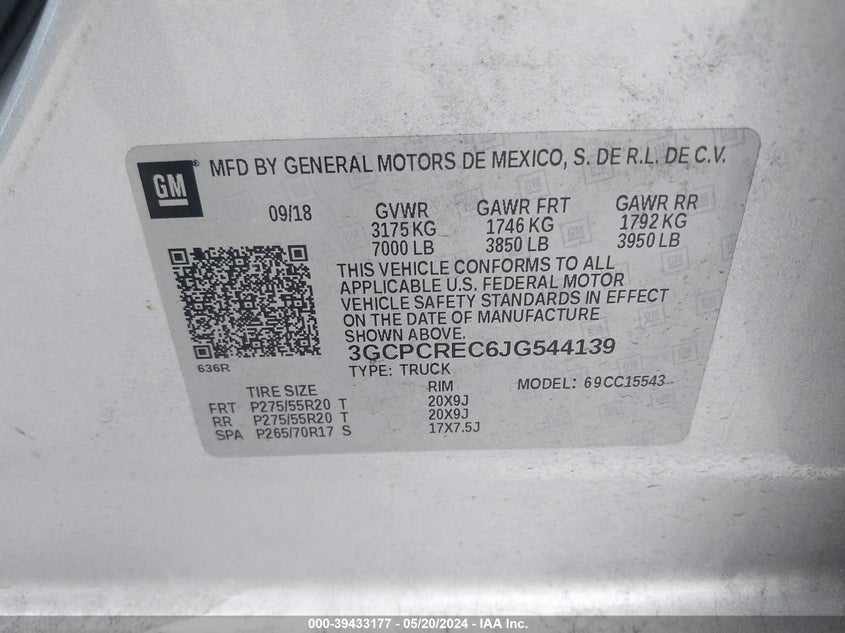 GM ® MFD BY GENERAL MOTORS DE MEXICO, S. DE R.L. DE C.V.
09/18 GVWR GAWR FRT GAWR RR
3175 KG 1746 KG 1792 KG
7000 LB 3850 LB 3950 LB
THIS VEHICLE CONFORMS TO ALL
APPLICABLE U.S. FEDERAL MOTOR
VEHICLE SAFETY STANDARDS IN EFFECT
ON THE DATE OF MANUFACTURE
SHOWN ABOVE.
3GCPCREC6JG544139
636R TYPE: TRUCK
TIRE SIZE RIM MODEL: 69CC15543
FRT P275/55R20 T 20X9J
RR P275/55R20 T 20X9J
SPA P265/70R17 S 17X7.5J
000-39433177 - 05/20/2024 - IAA Inc.